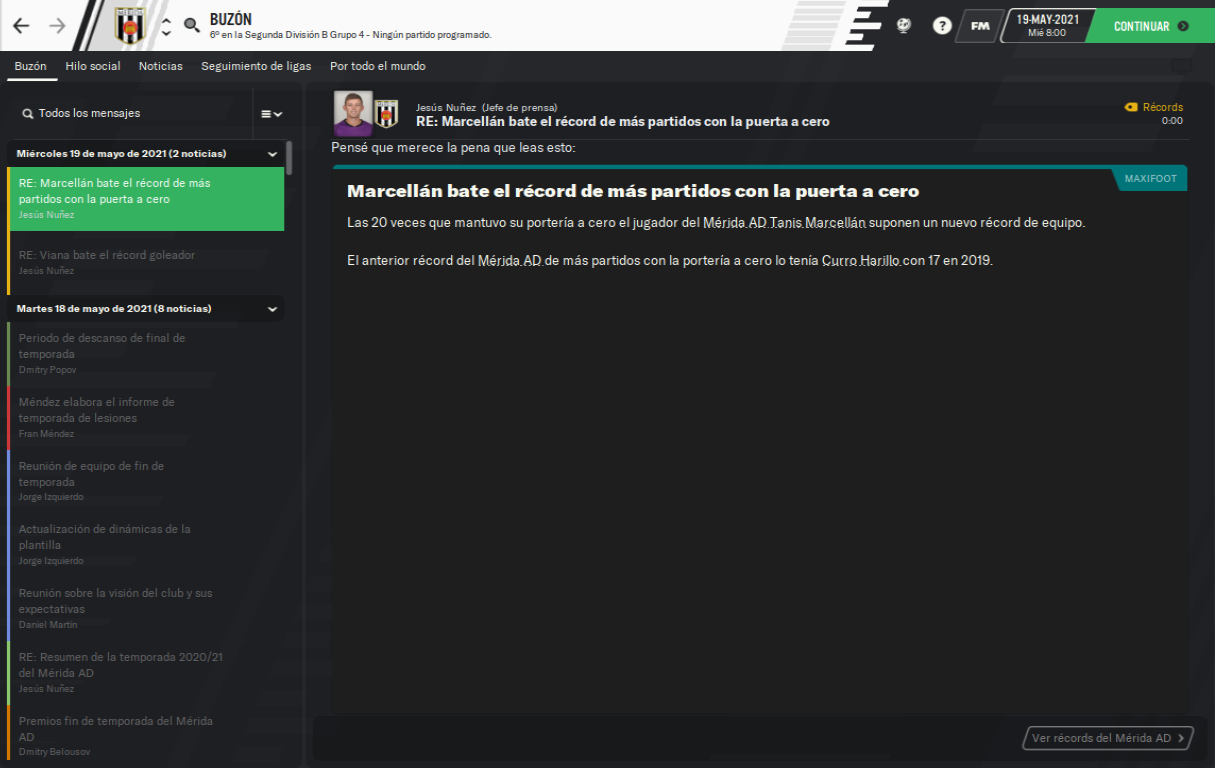 BUZÓN
6º en la Segunda División B Grupo 4 - Ningún partido programado.
?
FM
19-MAY-2021
Mié 8:00
CONTINUAR
Buzón
Hilo social
Noticias
Seguimiento de ligas
Por todo el mundo
Todos los mensajes
Miércoles 19 de mayo de 2021 (2 noticias)
RE: Marcellán bate el récord de más
partidos con la puerta a cero
Jesús Nuñez
RE: Viana bate el récord goleador
Jesús Nuñez
Martes 18 de mayo de 2021 (8 noticias)
Periodo de descanso de final de
temporada
Dmitry Popov
Méndez elabora el informe de
temporada de lesiones
Fran Méndez
Reunión de equipo de fin de
temporada
Jorge Izquierdo
Actualización de dinámicas de la
plantilla
Jorge Izquierdo
Reunión sobre la visión del club y sus
expectativas
Daniel Martín
RE: Resumen de la temporada 2020/21
del Mérida AD
Jesús Nuñez
Premios fin de temporada del Mérida
AD
Dmitry Belousov
Jesús Nuñez (Jefe de prensa)
RE: Marcellán bate el récord de más partidos con la puerta a cero
Récords
0:00
Pensé que merece la pena que leas esto:
MAXIFOOT
Marcellán bate el récord de más partidos con la puerta a cero
Las 20 veces que mantuvo su portería a cero el jugador del Mérida AD Tanis Marcellán suponen un nuevo récord de equipo.
El anterior récord del Mérida AD de más partidos con la portería a cero lo tenía Curro Harillo con 17 en 2019.
Ver récords del Mérida AD